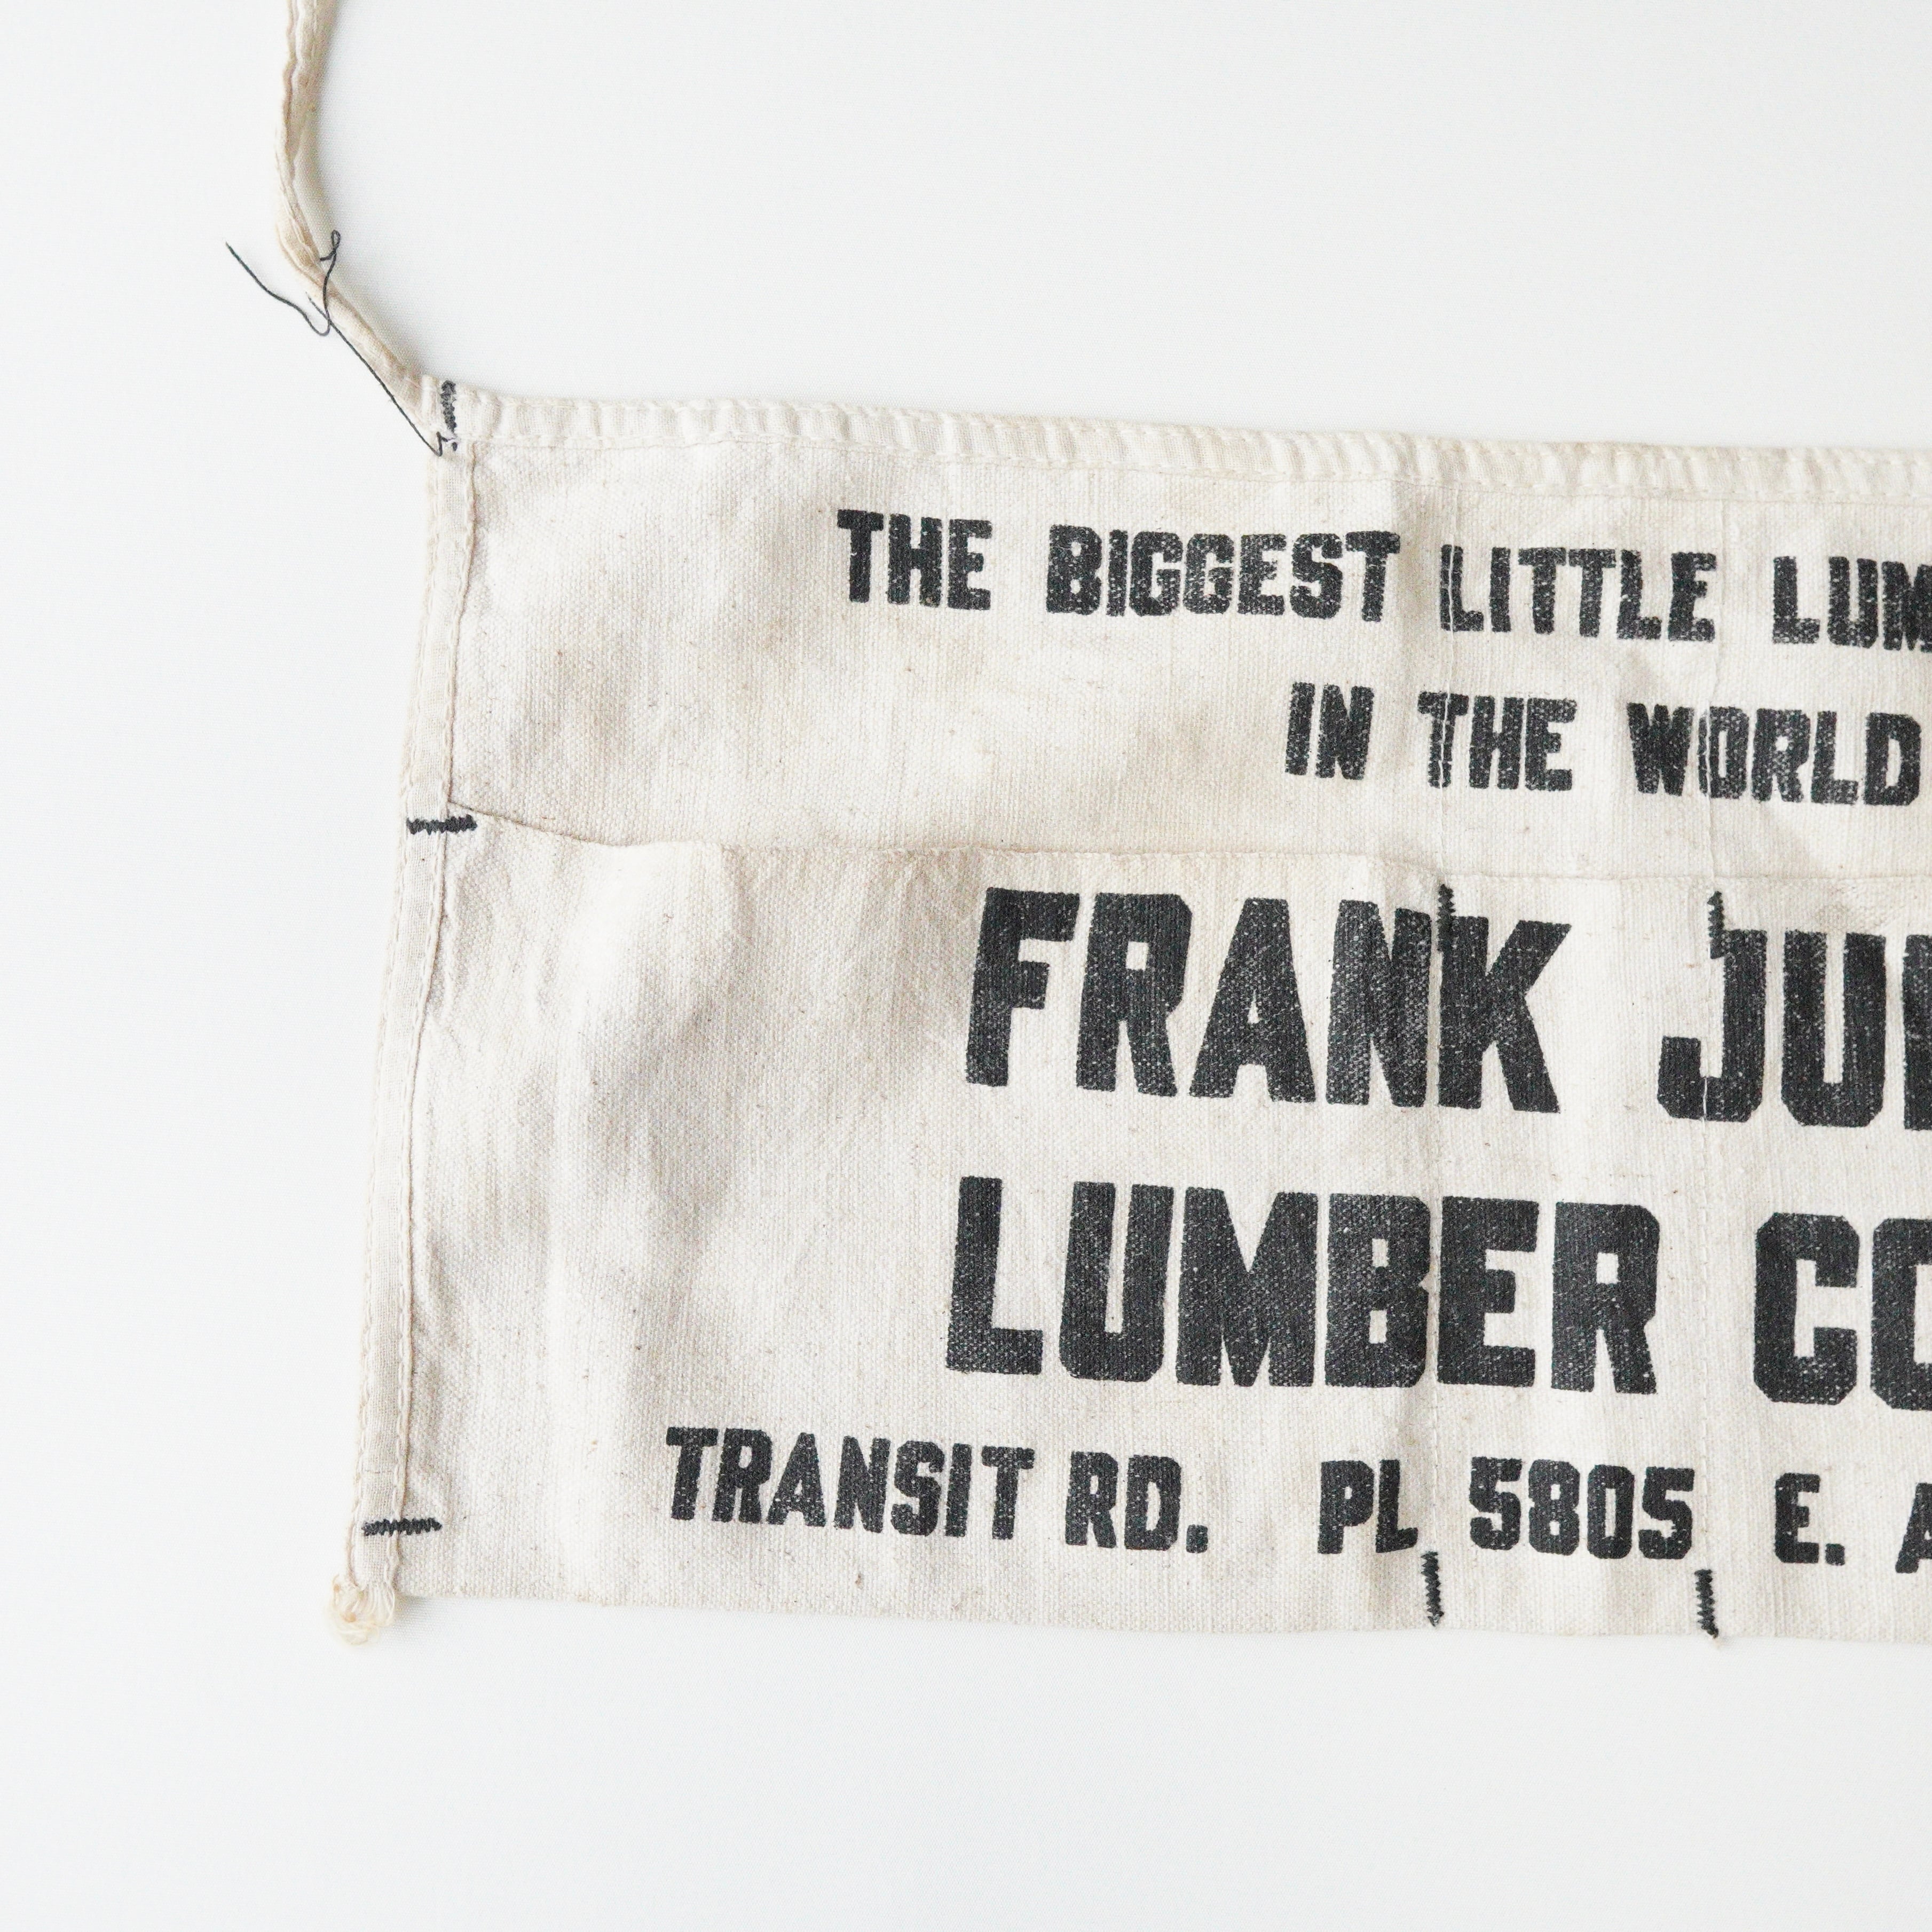 THE BIGGEST LITTLE LUM
IN THE WORLD
FRANK JU
LUMBER CO
TRANSIT RD. PL 5805 E. A